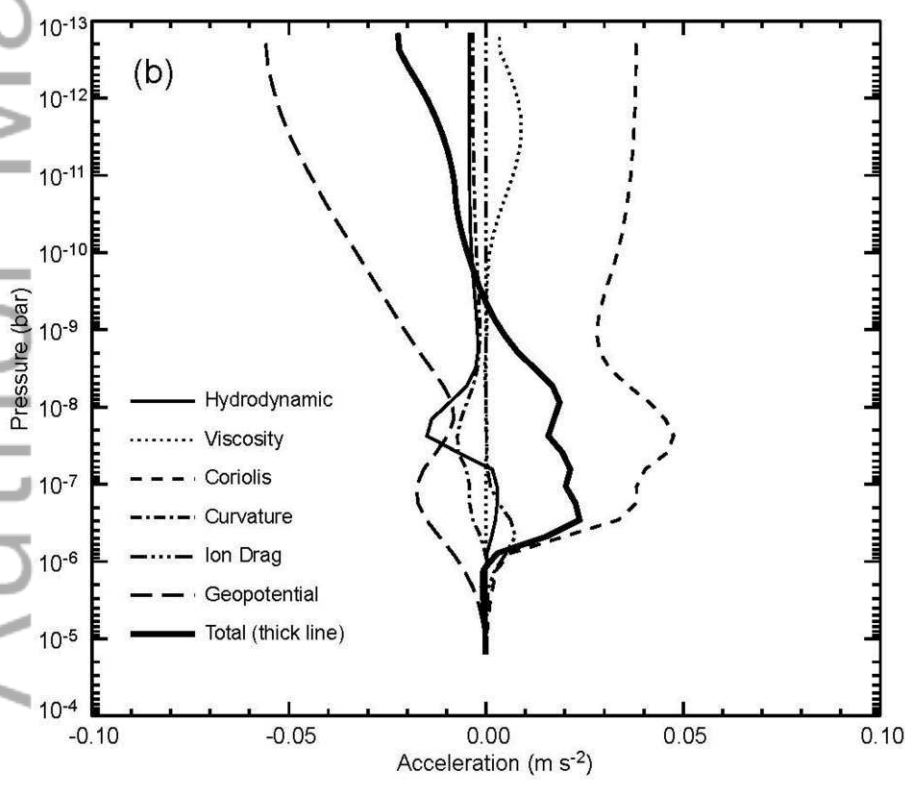 (b)
10-13
10-12
10-11
10-10
10-9
10-8
10-7
10-6
10-5
10-4
Pressure (bar)
Hydrodynamic
Viscosity
Coriolis
Curvature
Ion Drag
Geopotential
Total (thick line)
-0.10 -0.05 0.00 0.05 0.10
Acceleration (m s-2)